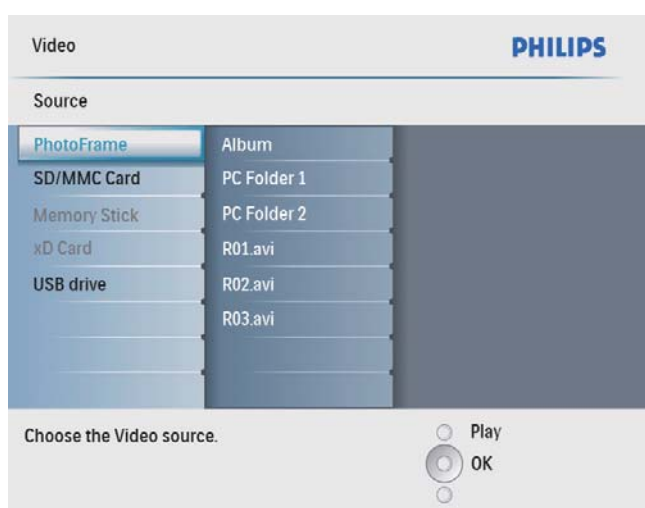 Video
PHILIPS
Source
PhotoFrame
Album
SD/MMC Card
PC Folder 1
Memory Stick
PC Folder 2
xD Card
R01.avi
USB drive
R02.avi
R03.avi
Choose the Video source.
Play
OK